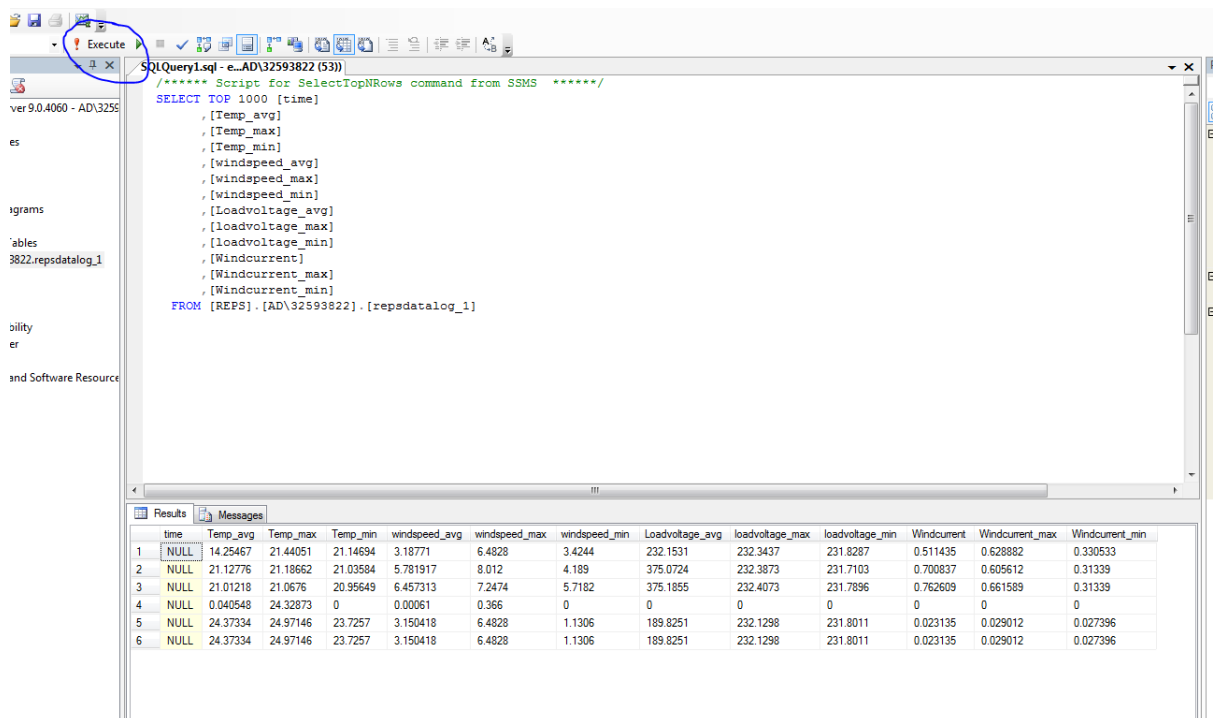 Execute
SQLQuery1.sql - e...AD\32593822 (53))
ver 9.0.4060 - AD\3259
es
agrams
ables
3822.repsdatalog_1
bility
er
and Software Resource
/****** Script for SelectTopNRows command from SSMS ******/
SELECT TOP 1000 [time]
,[Temp_avg]
,[Temp_max]
,[Temp_min]
,[windspeed_avg]
,[windspeed_max]
,[windspeed_min]
,[Loadvoltage_avg]
,[loadvoltage_max]
,[loadvoltage_min]
,[Windcurrent]
,[Windcurrent_max]
,[Windcurrent_min]
FROM [REPS].[AD\32593822].[repsdatalog_1]
Results Messages
time Temp_avg Temp_max Temp_min windspeed_avg windspeed_max windspeed_min Loadvoltage_avg loadvoltage_max loadvoltage_min Windcurrent Windcurrent_max Windcurrent_min
1 NULL 14.25467 21.44051 21.14694 3.18771 6.4828 3.4244 232.1531 232.3437 231.8287 0.511435 0.628882 0.330533
2 NULL 21.12776 21.18662 21.03584 5.781917 8.012 4.189 375.0724 232.3873 231.7103 0.700837 0.605612 0.31339
3 NULL 21.01218 21.0676 20.95649 6.457313 7.2474 5.7182 375.1855 232.4073 231.7896 0.762609 0.661589 0.31339
4 NULL 0.040548 24.32873 0 0.00061 0.366 0 0 0 0 0 0 0
5 NULL 24.37334 24.97146 23.7257 3.150418 6.4828 1.1306 189.8251 232.1298 231.8011 0.023135 0.029012 0.027396
6 NULL 24.37334 24.97146 23.7257 3.150418 6.4828 1.1306 189.8251 232.1298 231.8011 0.023135 0.029012 0.027396